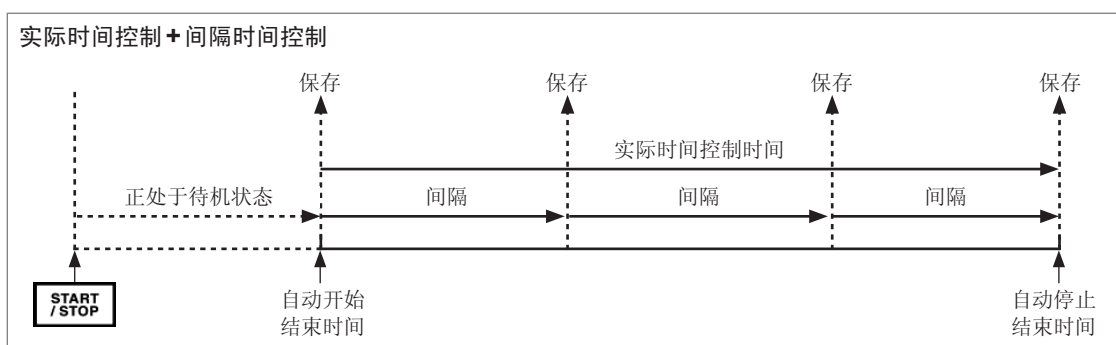 实际时间控制+间隔时间控制
保存 保存 保存 保存
实际时间控制时间
正处于待机状态 间隔 间隔 间隔
START
/ STOP
自动开始
结束时间
自动停止
结束时间